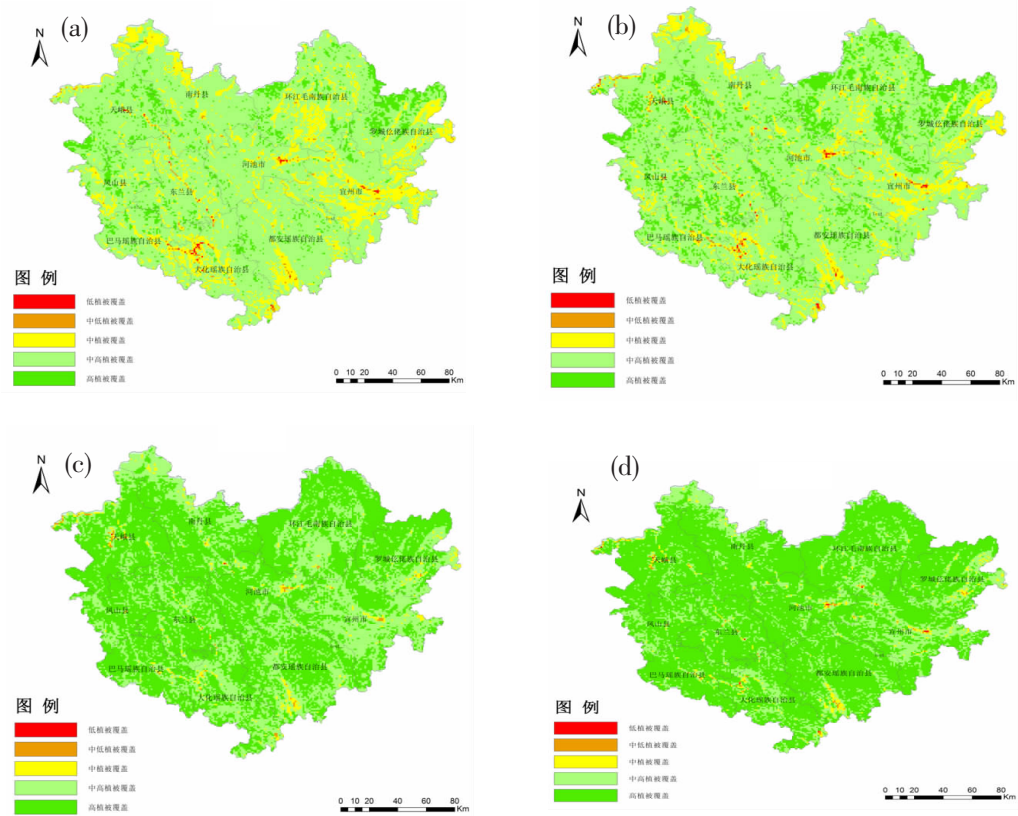 (a)
N
南丹县
环江毛南族自治县
天峨县
罗城仫佬族自治县
河池市
凤山县
东兰县
宜州市
巴马瑶族自治县
都安瑶族自治县
大化瑶族自治县
图 例
低植被覆盖
中低植被覆盖
中植被覆盖
中高植被覆盖
高植被覆盖
0 10 20 40 60 80
Km
(b)
N
南丹县
环江毛南族自治县
天峨县
罗城仫佬族自治县
河池市
凤山县
东兰县
宜州市
巴马瑶族自治县
都安瑶族自治县
大化瑶族自治县
图 例
低植被覆盖
中低植被覆盖
中植被覆盖
中高植被覆盖
高植被覆盖
0 10 20 40 60 80
Km
(c)
N
南丹县
环江毛南族自治县
天峨县
罗城仫佬族自治县
河池市
凤山县
东兰县
宜州市
巴马瑶族自治县
都安瑶族自治县
大化瑶族自治县
图 例
低植被覆盖
中低植被覆盖
中植被覆盖
中高植被覆盖
高植被覆盖
0 10 20 40 60 80
Km
(d)
N
南丹县
环江毛南族自治县
天峨县
罗城仫佬族自治县
河池市
凤山县
东兰县
宜州市
巴马瑶族自治县
都安瑶族自治县
大化瑶族自治县
图 例
低植被覆盖
中低植被覆盖
中植被覆盖
中高植被覆盖
高植被覆盖
0 10 20 40 60 80
Km